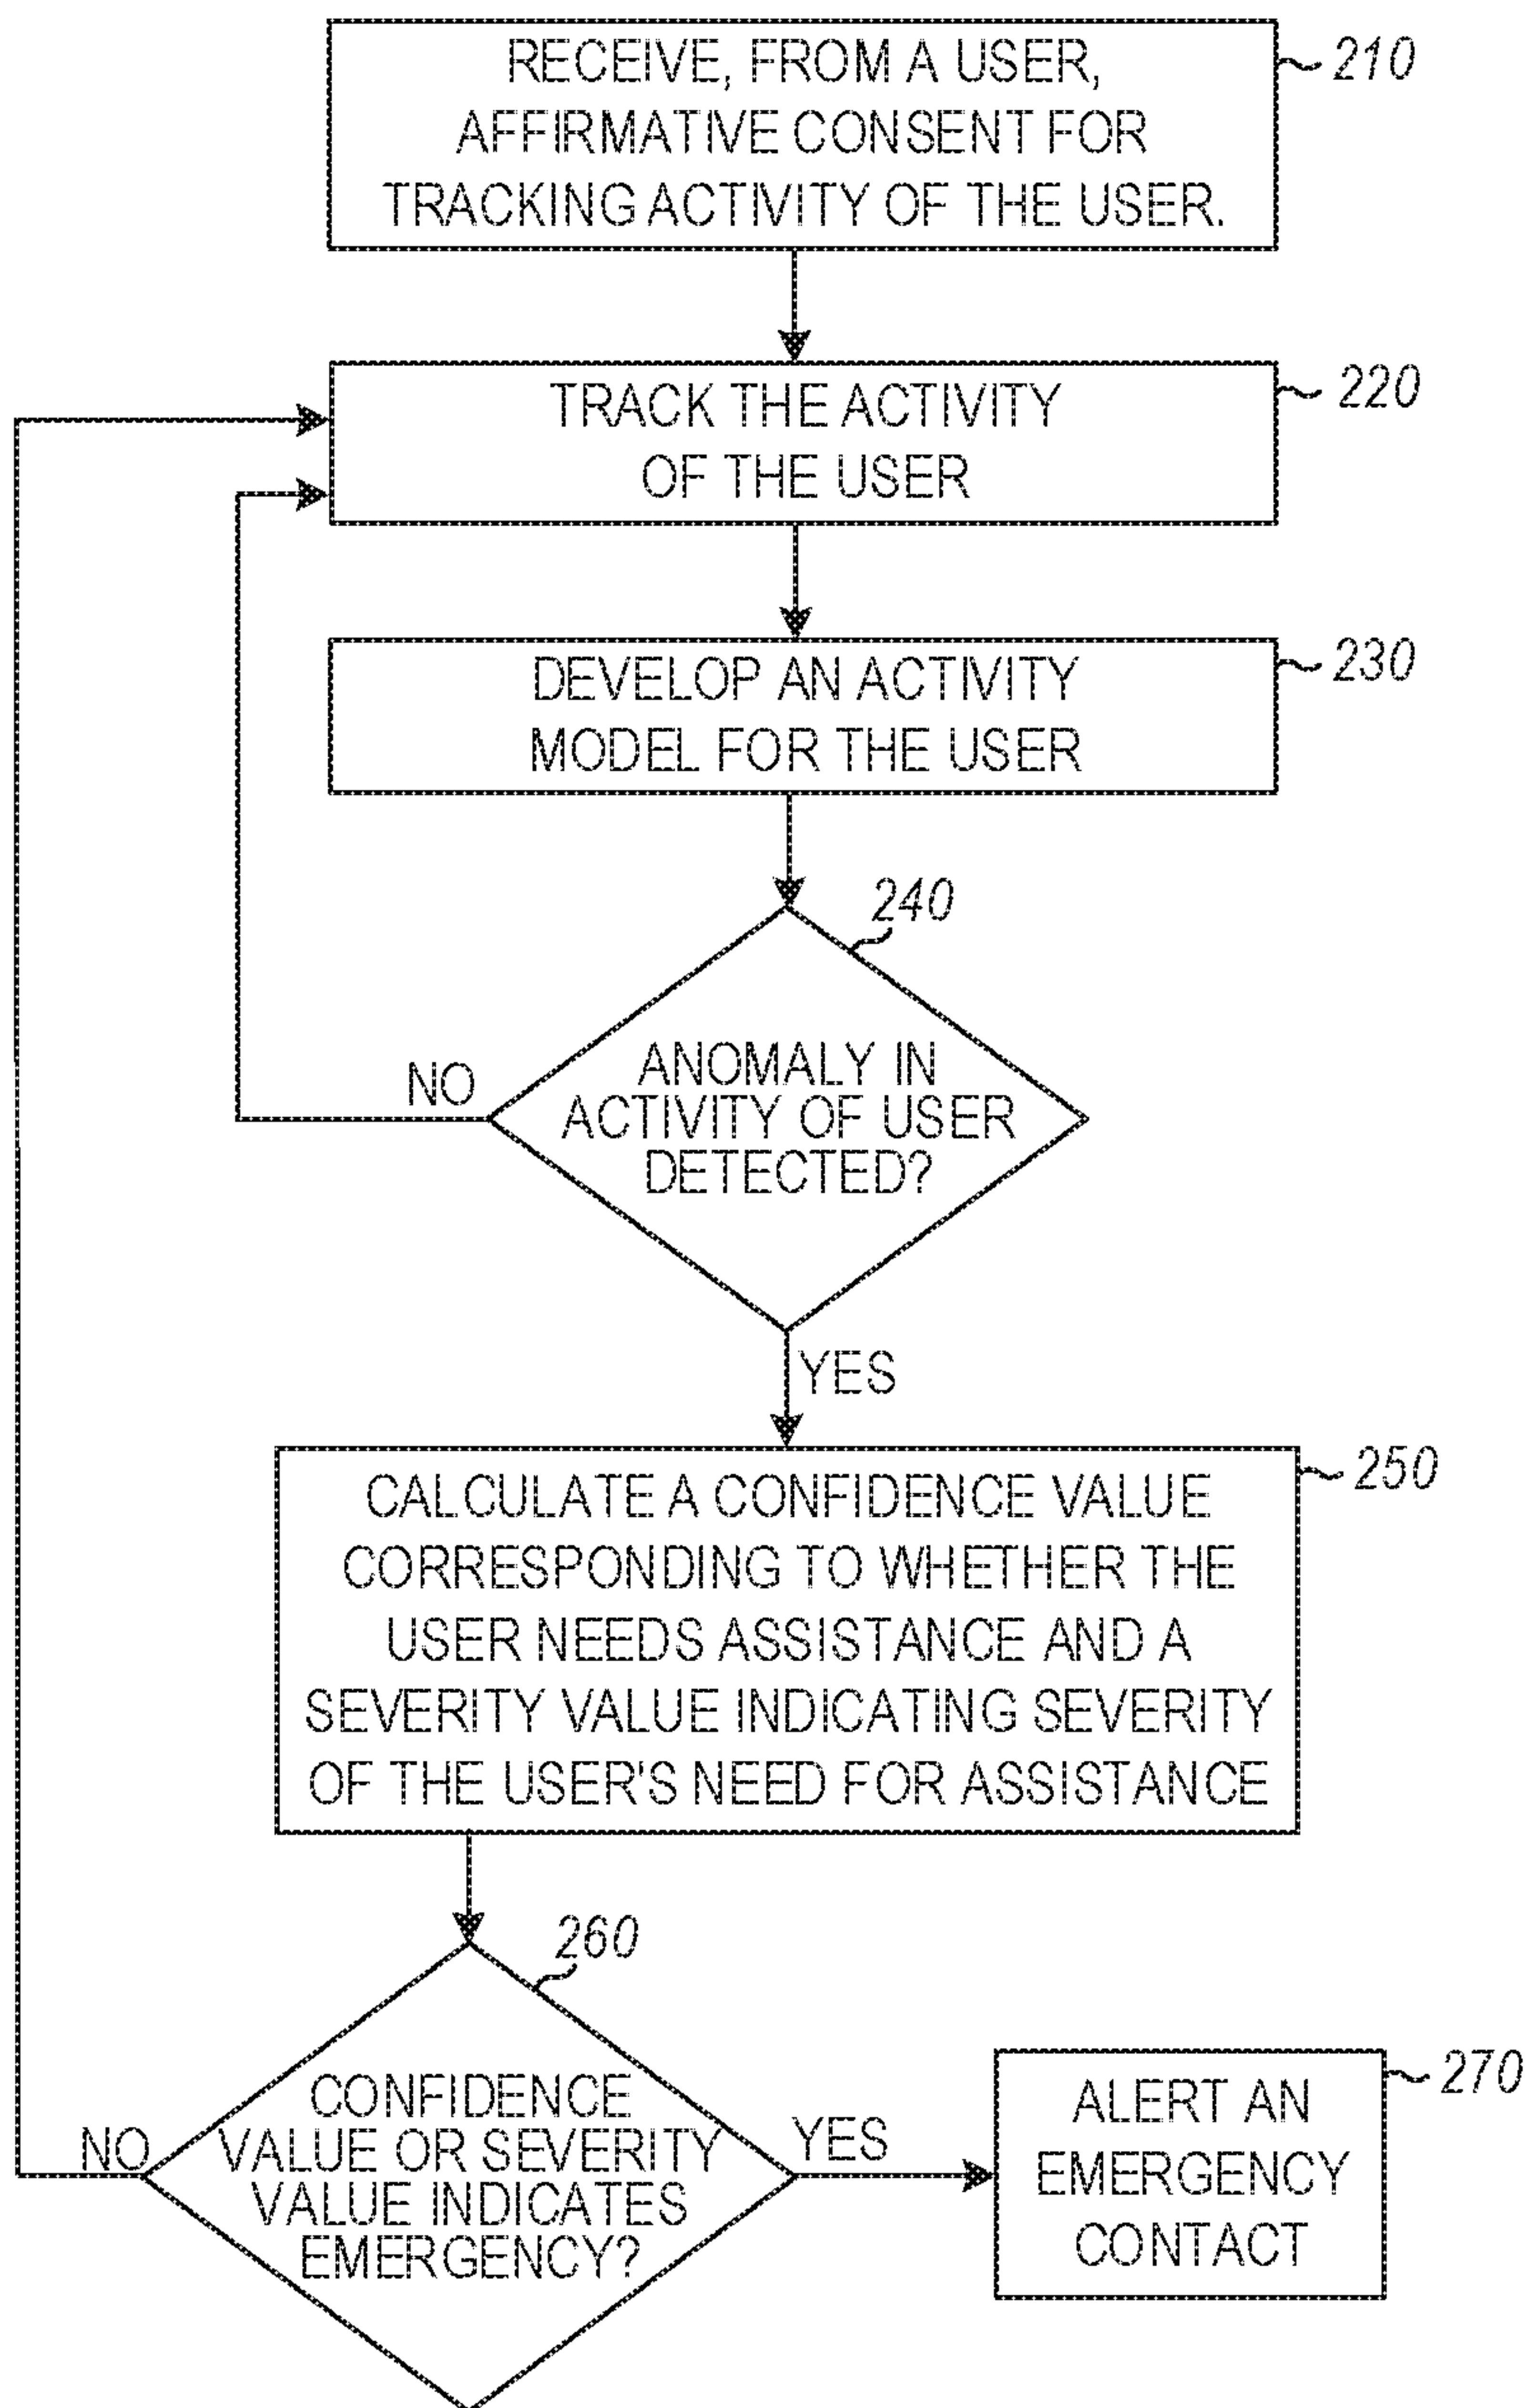 RECEIVE, FROM A USER,
AFFIRMATIVE CONSENT FOR
TRACKING ACTIVITY OF THE USER.
210
TRACK THE ACTIVITY
OF THE USER
220
DEVELOP AN ACTIVITY
MODEL FOR THE USER
230
240
ANOMALY IN
ACTIVITY OF USER
DETECTED?
NO
YES
CALCULATE A CONFIDENCE VALUE
CORRESPONDING TO WHETHER THE
USER NEEDS ASSISTANCE AND A
SEVERITY VALUE INDICATING SEVERITY
OF THE USER'S NEED FOR ASSISTANCE
250
260
CONFIDENCE
VALUE OR SEVERITY
VALUE INDICATES
EMERGENCY?
NO
YES
ALERT AN
EMERGENCY
CONTACT
270